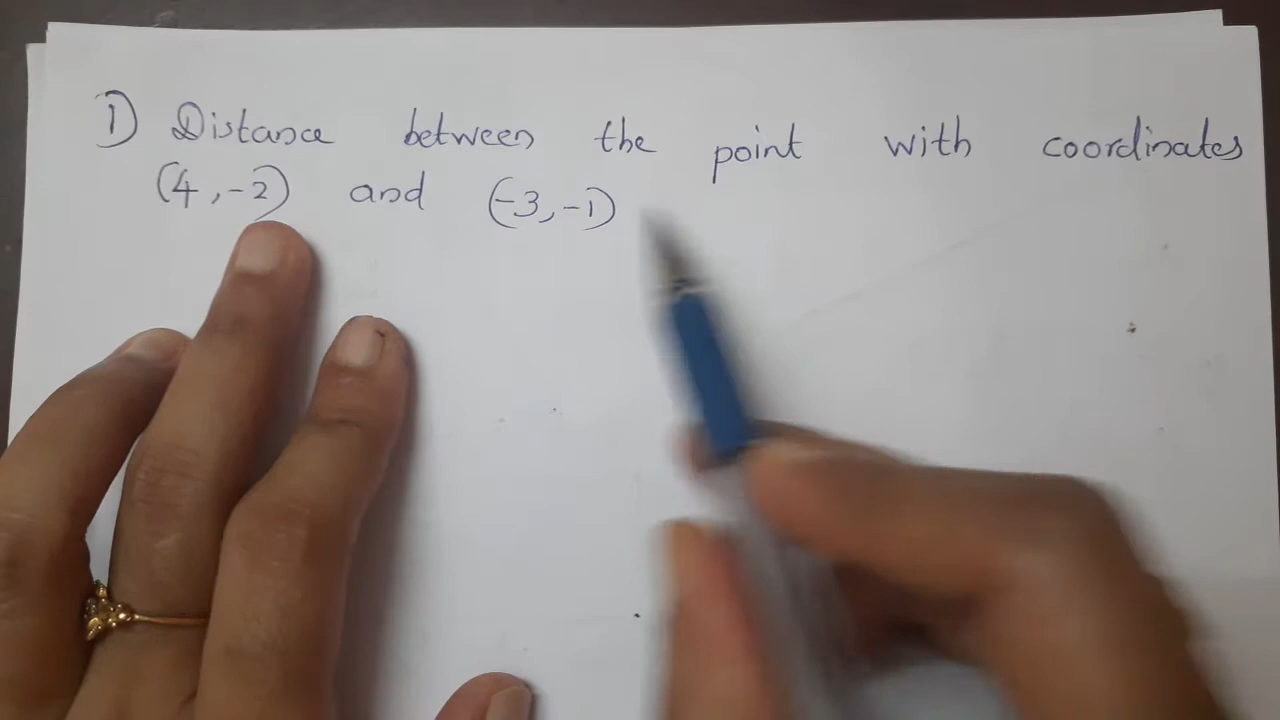 1) Distance between the point with coordinates
(4,-2) and (-3,-1)